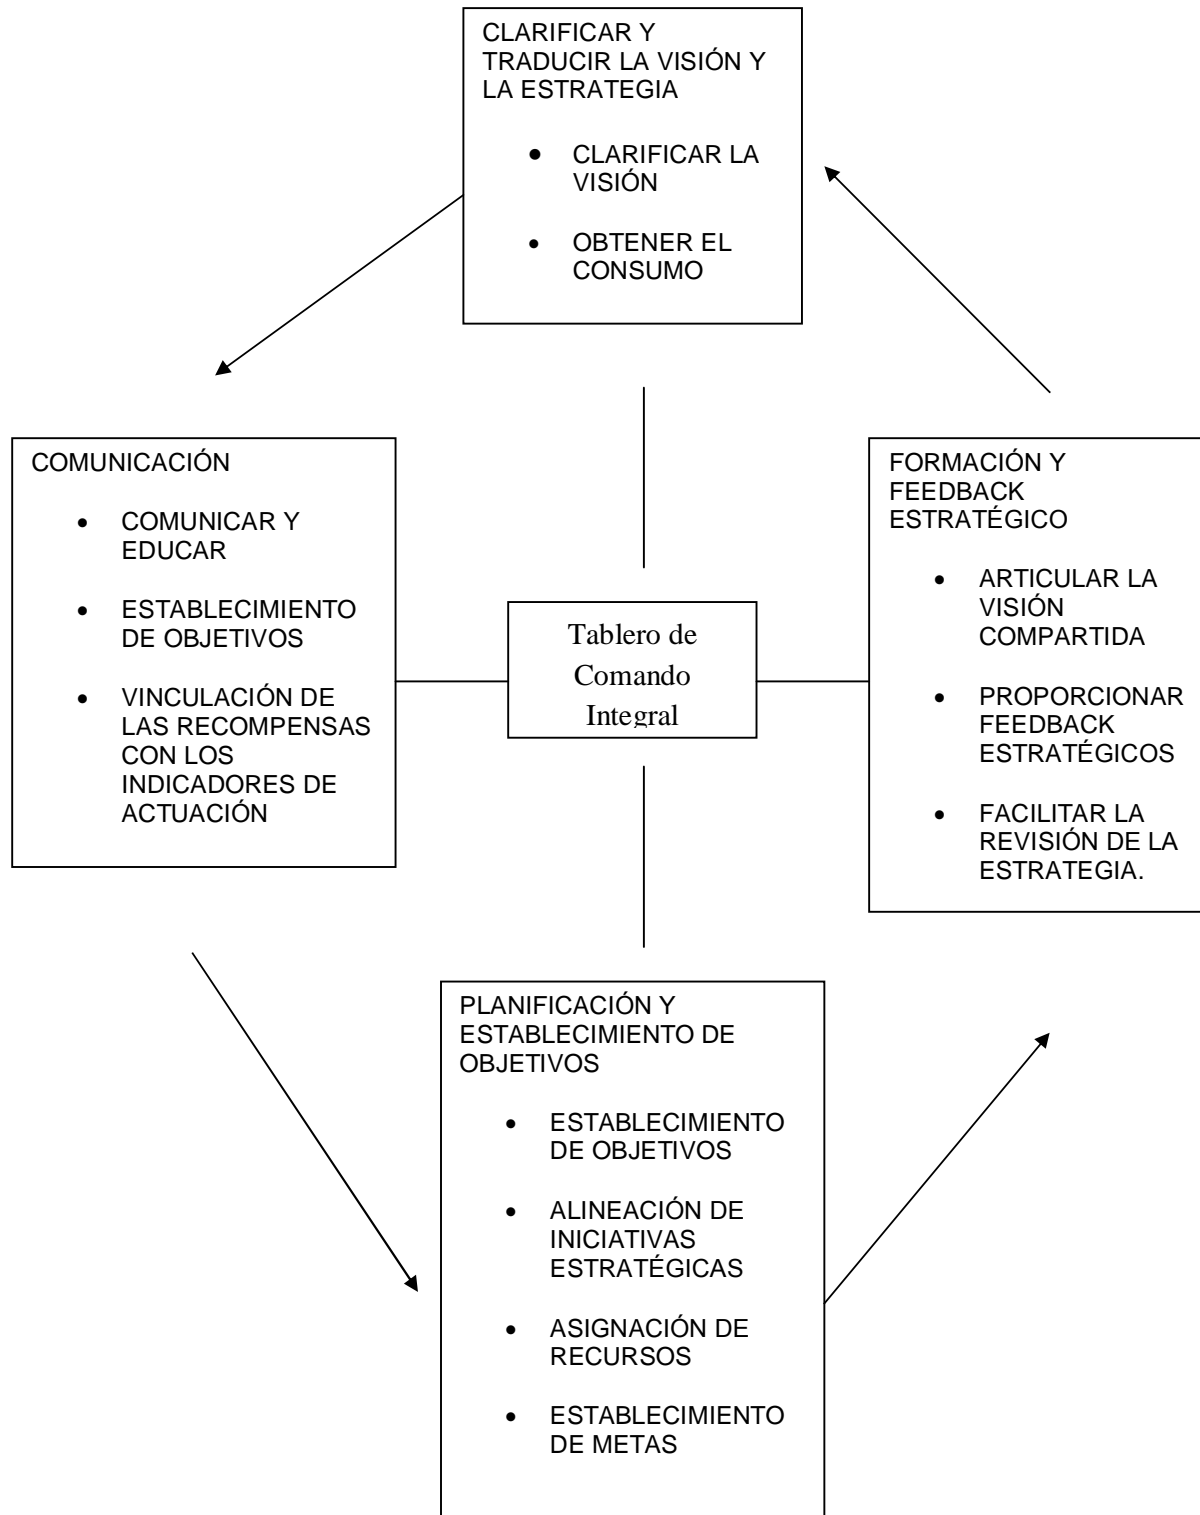 CLARIFICAR Y
TRADUCIR LA VISIÓN Y
LA ESTRATEGIA
• CLARIFICAR LA
VISIÓN
• OBTENER EL
CONSUMO
COMUNICACIÓN
• COMUNICAR Y
EDUCAR
• ESTABLECIMIENTO
DE OBJETIVOS
• VINCULACIÓN DE
LAS RECOMPENSAS
CON LOS
INDICADORES DE
ACTUACIÓN
Tablero de
Comando
Integral
FORMACIÓN Y
FEEDBACK
ESTRATÉGICO
• ARTICULAR LA
VISIÓN
COMPARTIDA
• PROPORCIONAR
FEEDBACK
ESTRATÉGICOS
• FACILITAR LA
REVISIÓN DE LA
ESTRATEGIA.
PLANIFICACIÓN Y
ESTABLECIMIENTO DE
OBJETIVOS
• ESTABLECIMIENTO
DE OBJETIVOS
• ALINEACIÓN DE
INICIATIVAS
ESTRATÉGICAS
• ASIGNACIÓN DE
RECURSOS
• ESTABLECIMIENTO
DE METAS